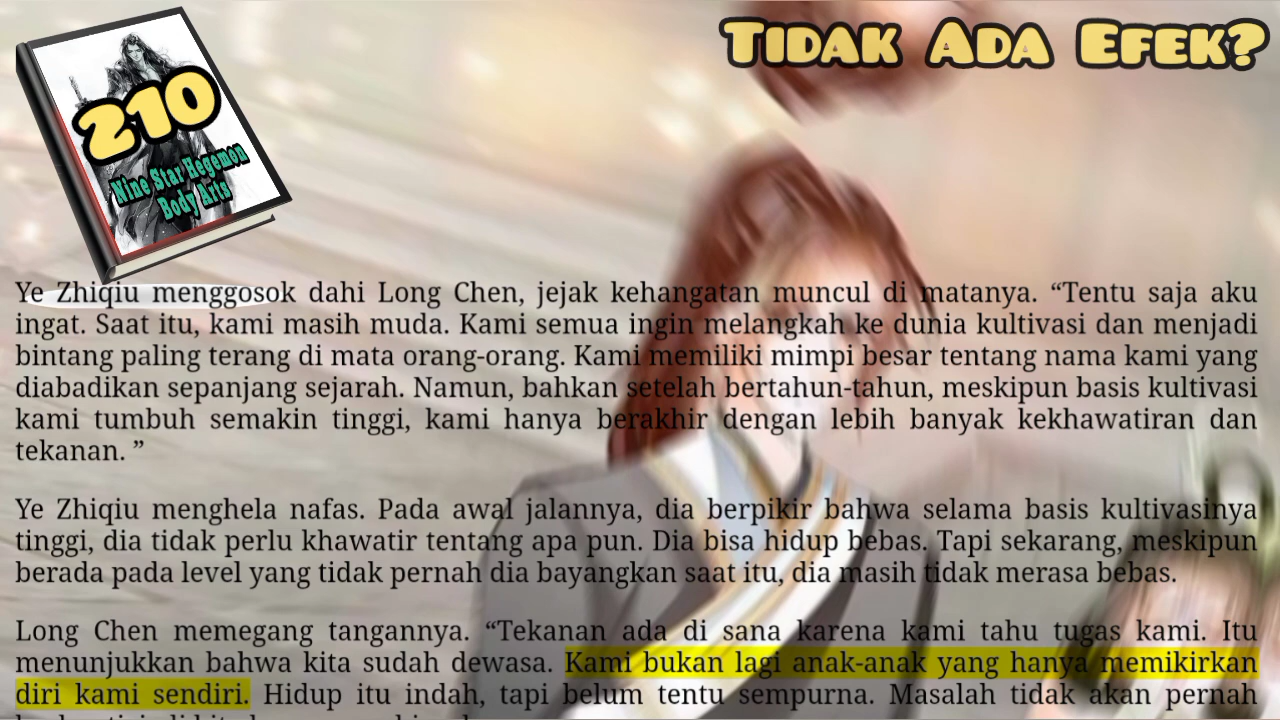 Tidak Ada Efek?
210
Nine Star Hegemon
Body Arts
Ye Zhiqiu menggosok dahi Long Chen, jejak kehangatan muncul di matanya. “Tentu saja aku
ingat. Saat itu, kami masih muda. Kami semua ingin melangkah ke dunia kultivasi dan menjadi
bintang paling terang di mata orang-orang. Kami memiliki mimpi besar tentang nama kami yang
diabadikan sepanjang sejarah. Namun, bahkan setelah bertahun-tahun, meskipun basis kultivasi
kami tumbuh semakin tinggi, kami hanya berakhir dengan lebih banyak kekhawatiran dan
tekanan. ”
Ye Zhiqiu menghela nafas. Pada awal jalannya, dia berpikir bahwa selama basis kultivasinya
tinggi, dia tidak perlu khawatir tentang apa pun. Dia bisa hidup bebas. Tapi sekarang, meskipun
berada pada level yang tidak pernah dia bayangkan saat itu, dia masih tidak merasa bebas.
Long Chen memegang tangannya. “Tekanan ada di sana karena kami tahu tugas kami. Itu
menunjukkan bahwa kita sudah dewasa. Kami bukan lagi anak-anak yang hanya memikirkan
diri kami sendiri. Hidup itu indah, tapi belum tentu sempurna. Masalah tidak akan pernah